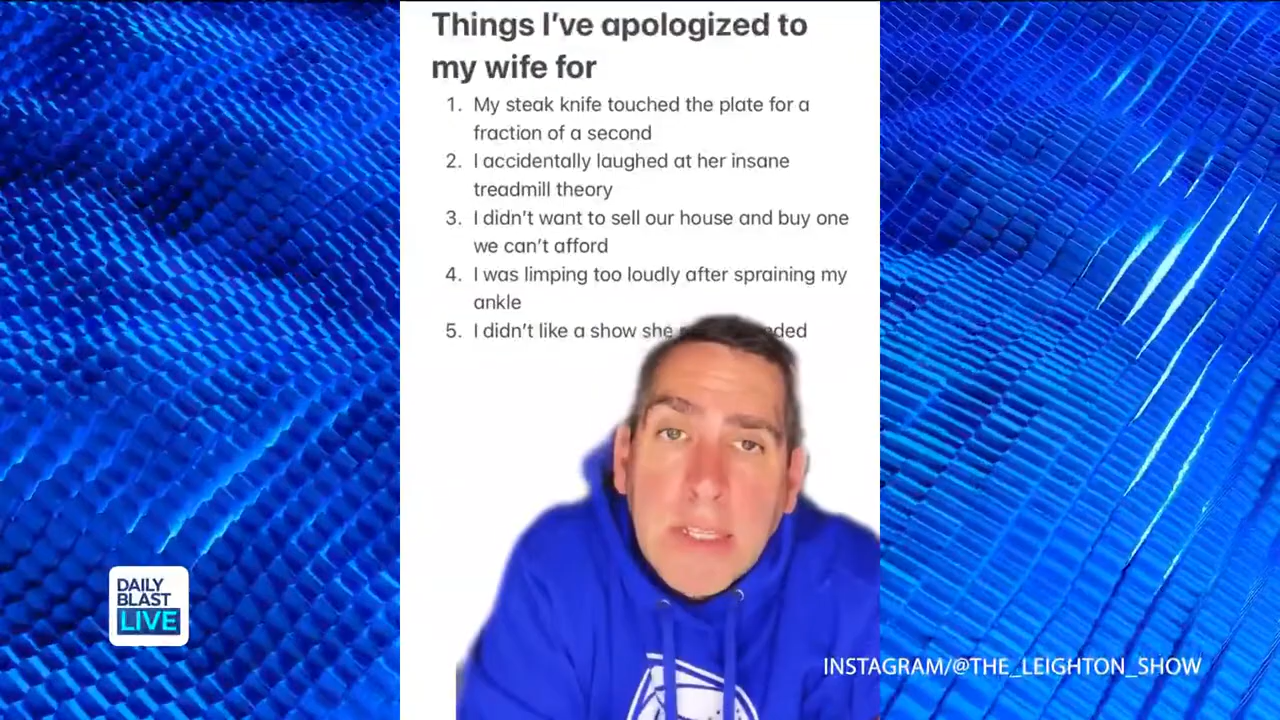 Things I’ve apologized to
my wife for
1. My steak knife touched the plate for a
fraction of a second
2. I accidentally laughed at her insane
treadmill theory
3. I didn’t want to sell our house and buy one
we can’t afford
4. I was limping too loudly after spraining my
ankle
5. I didn’t like a show she
DAILY
BLAST
LIVE
INSTAGRAM/@THE_LEIGHTON_SHOW